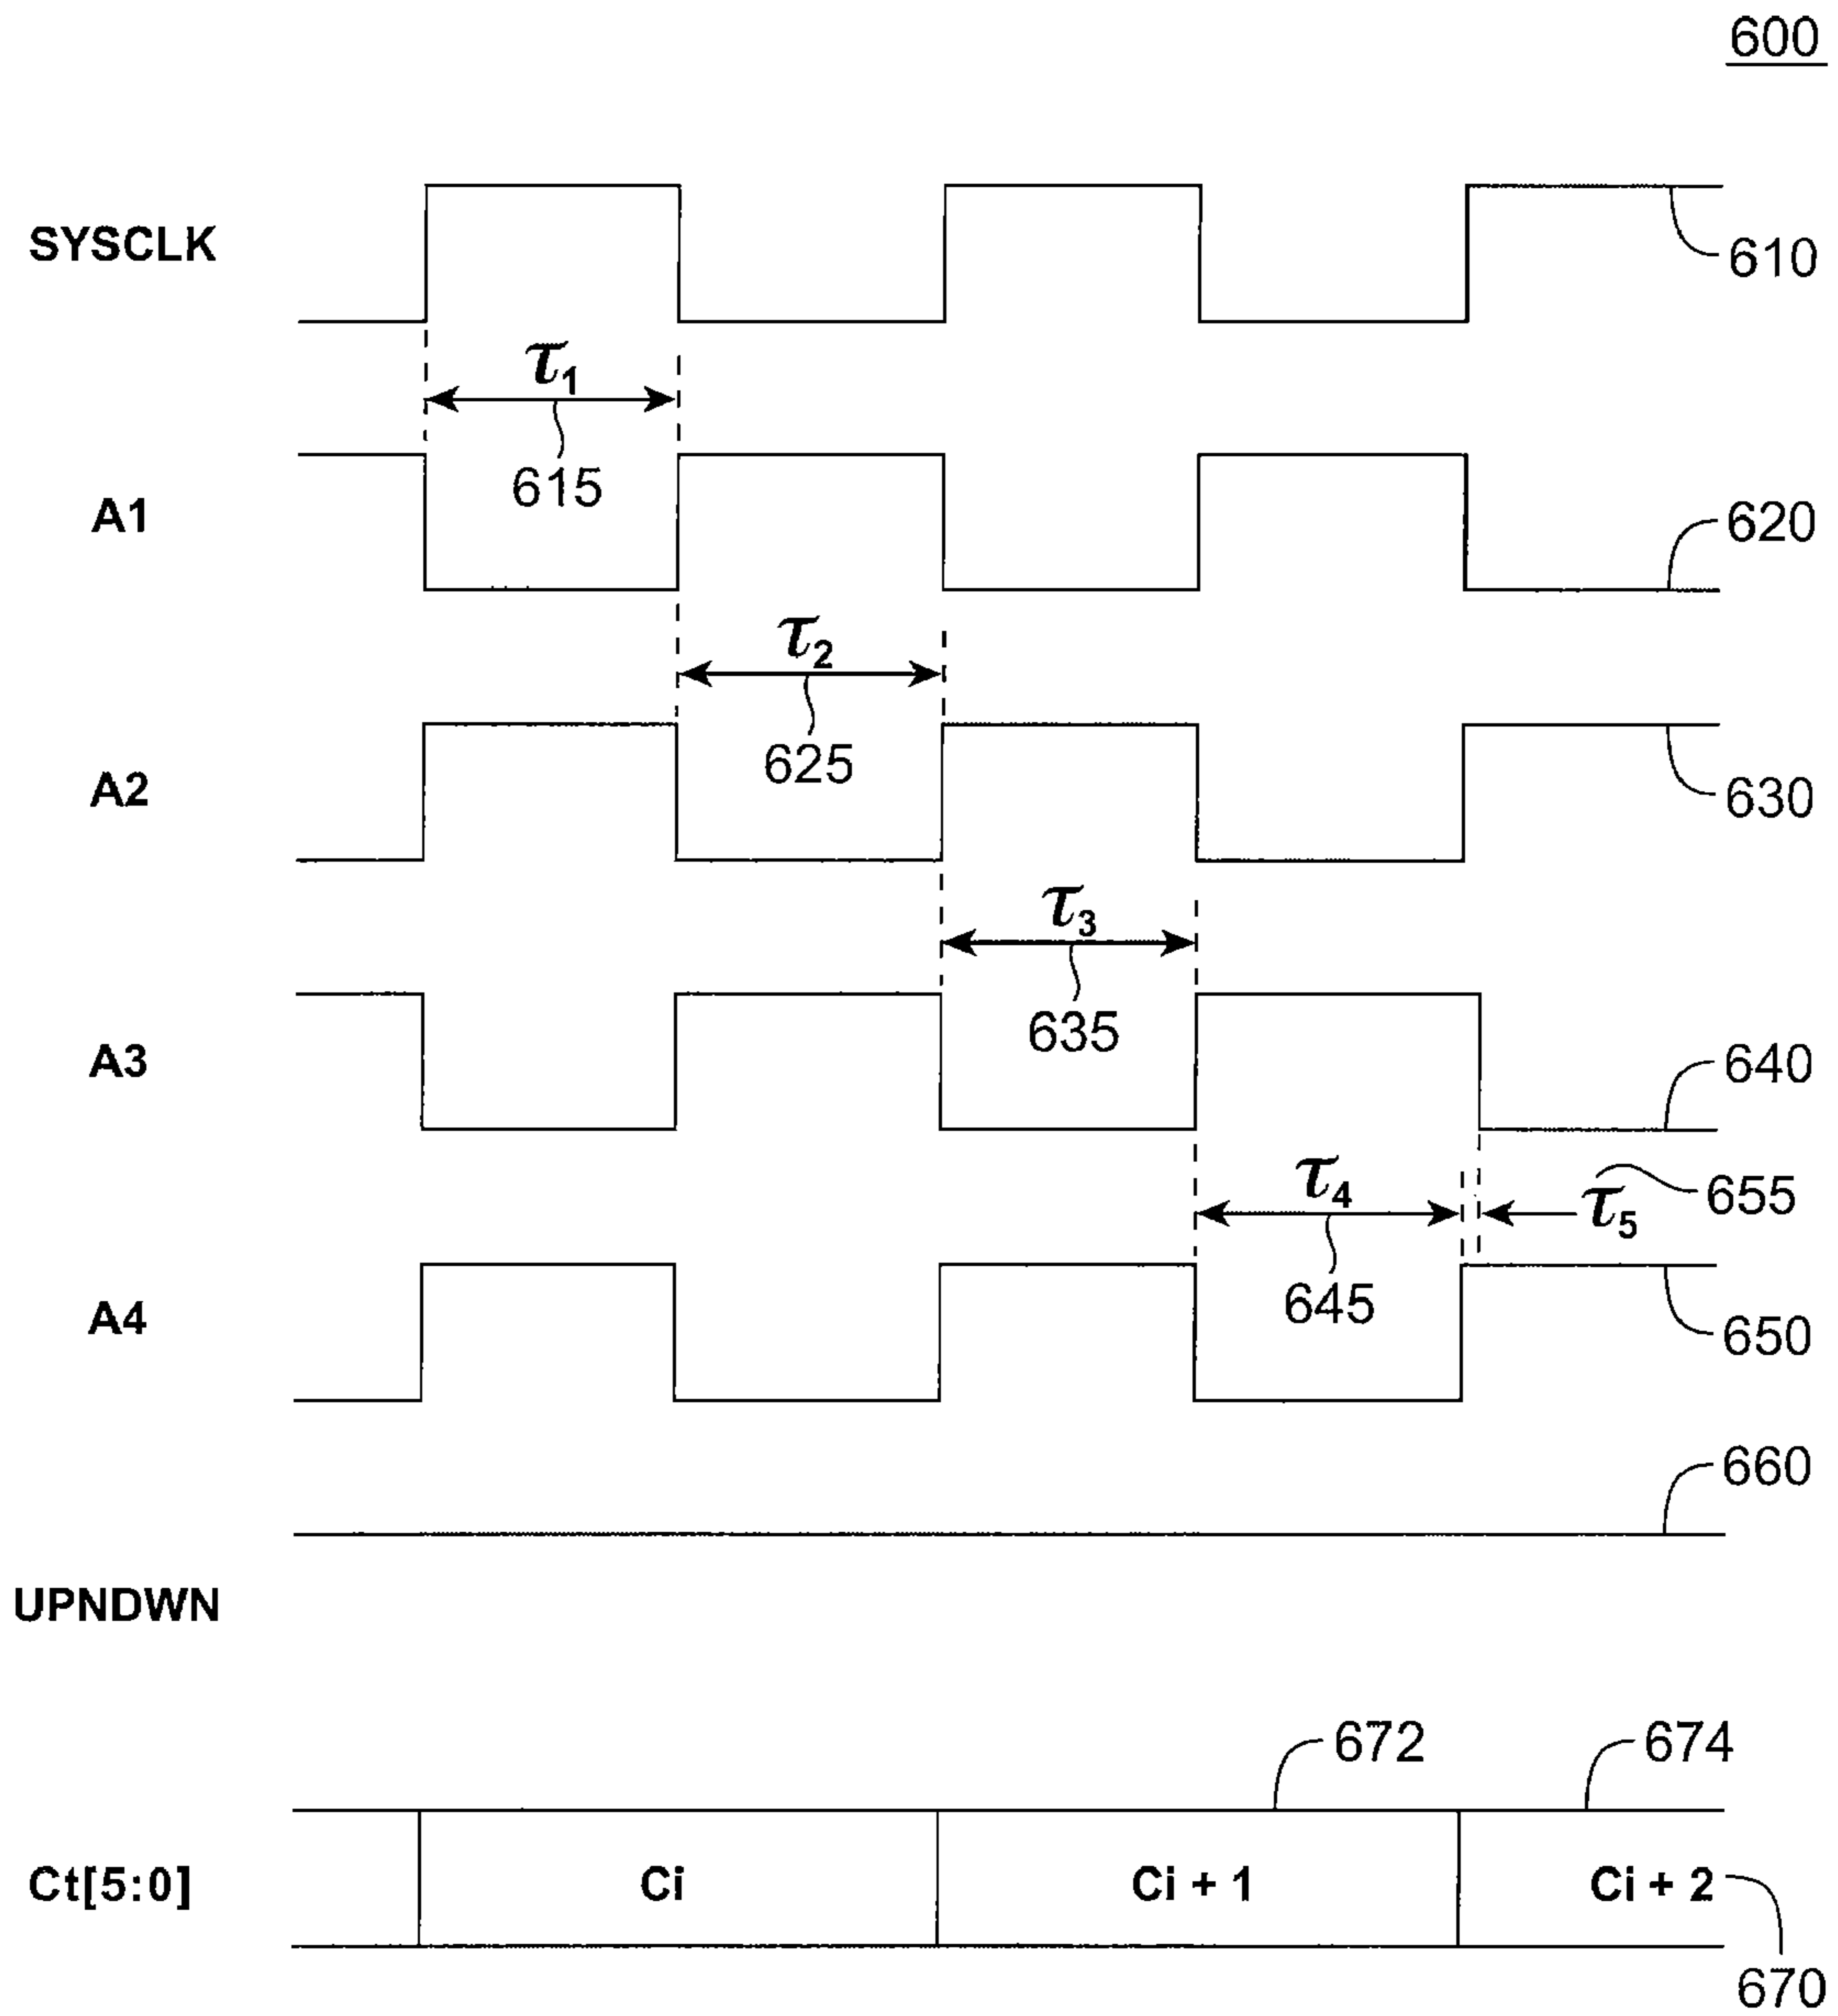 600
SYSCLK
610
τ1
615
A1
620
τ2
625
A2
630
τ3
635
A3
640
τ4
τ5
655
645
A4
650
660
UPNDWN
672
674
Ct[5:0]
Ci
Ci + 1
Ci + 2
670